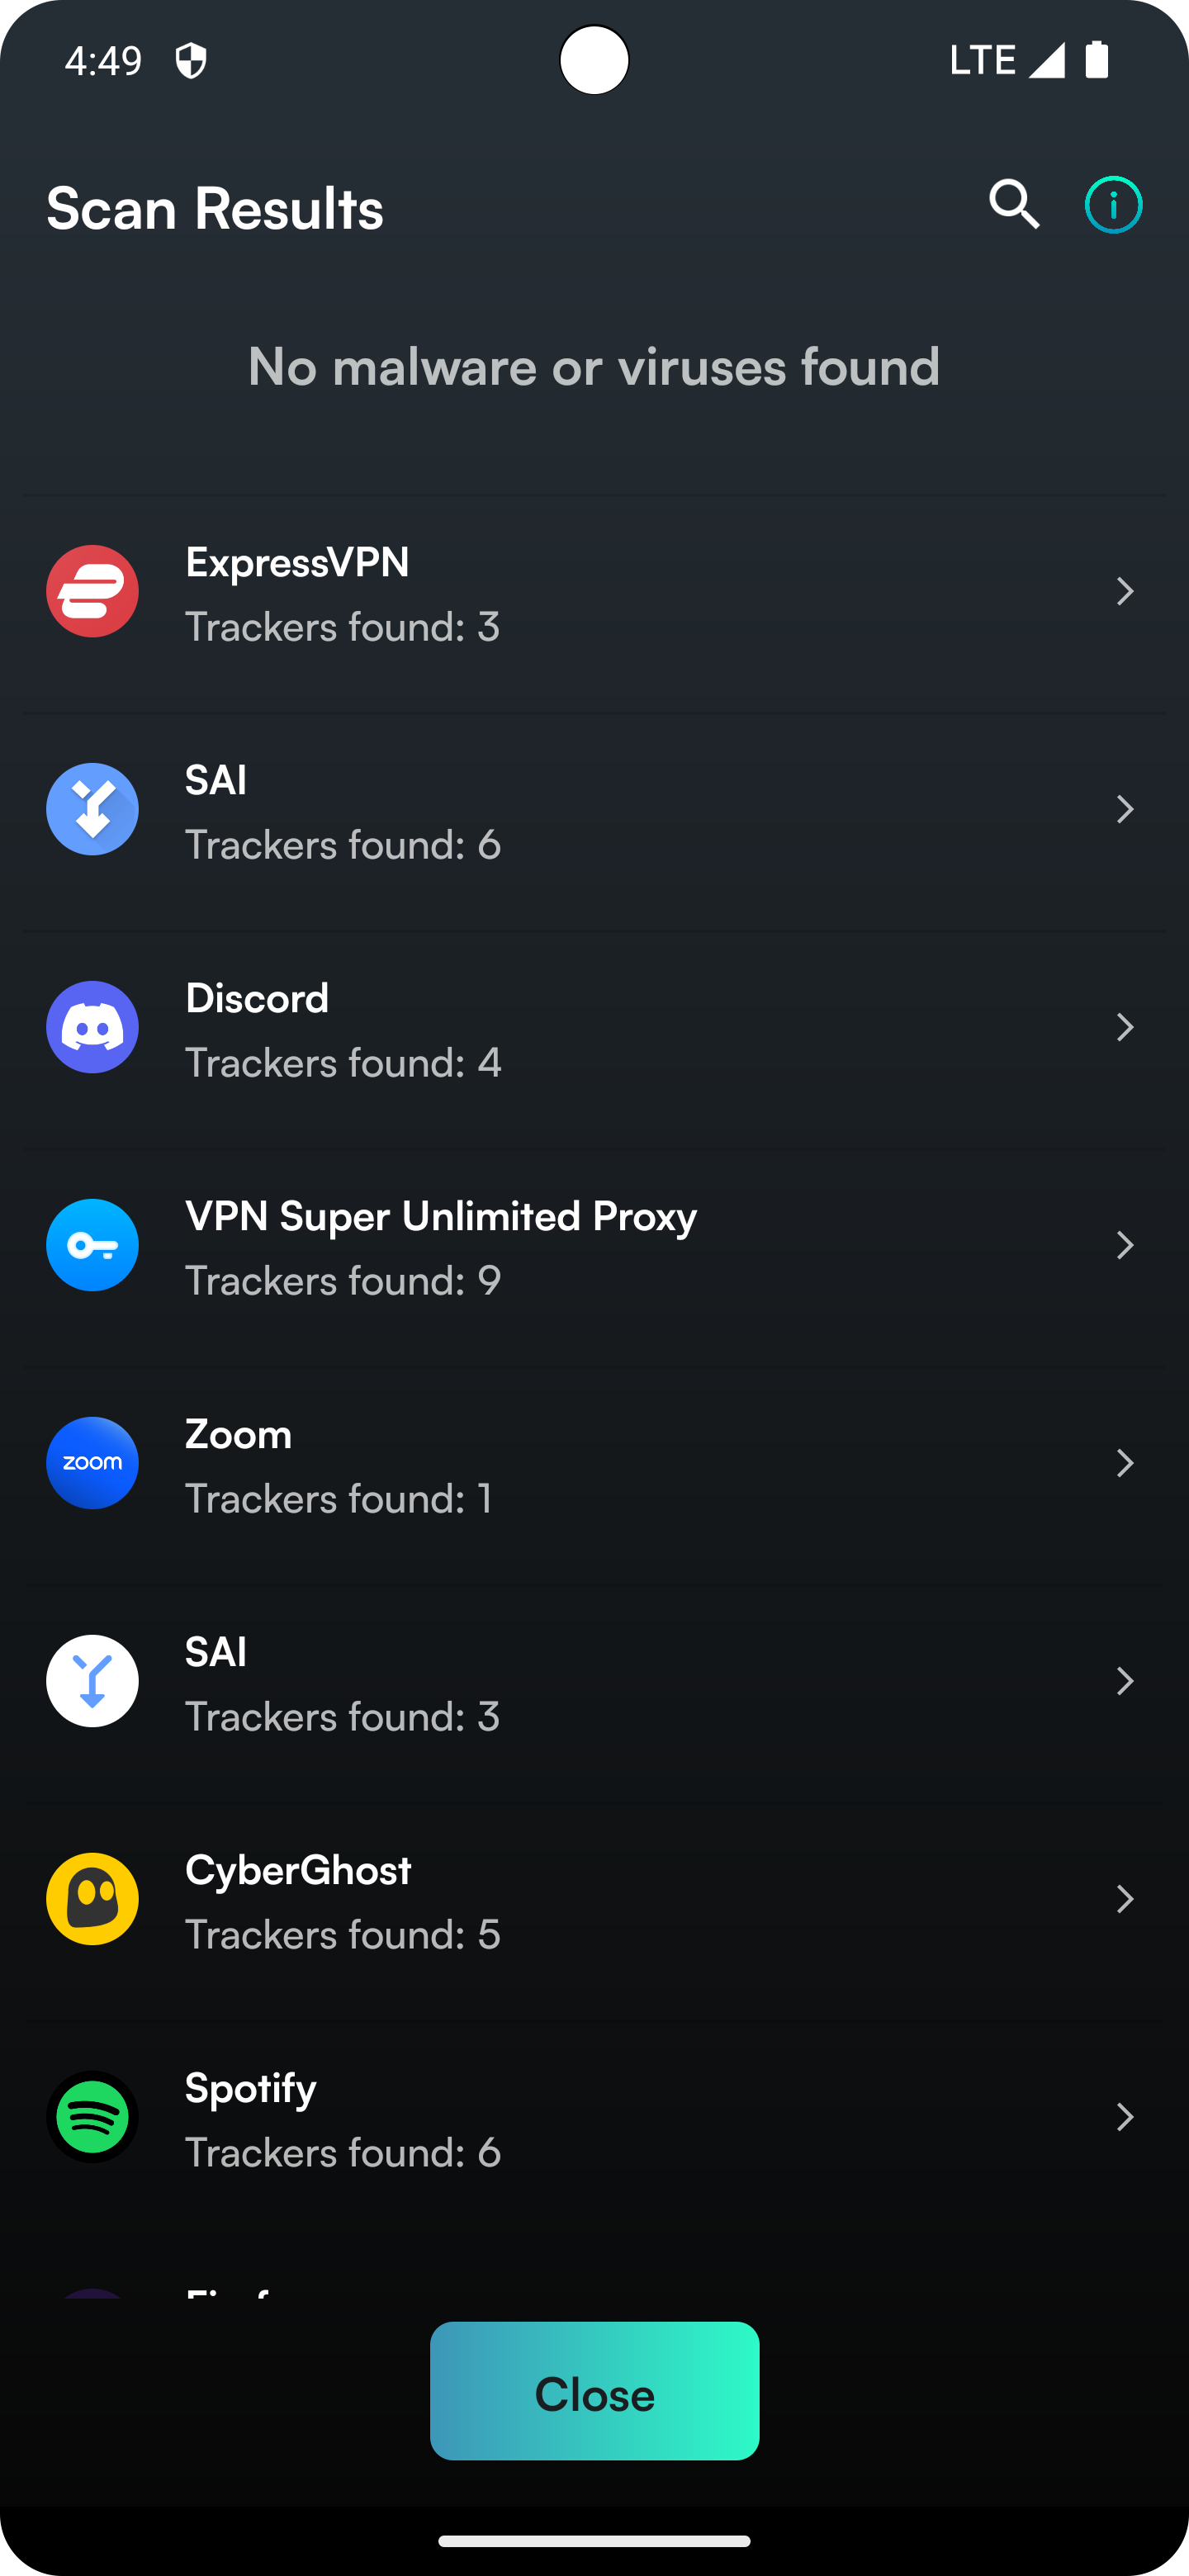 4:49 LTE
Scan Results
No malware or viruses found
ExpressVPN
Trackers found: 3
SAI
Trackers found: 6
Discord
Trackers found: 4
VPN Super Unlimited Proxy
Trackers found: 9
zoom
Zoom
Trackers found: 1
SAI
Trackers found: 3
CyberGhost
Trackers found: 5
Spotify
Trackers found: 6
Close